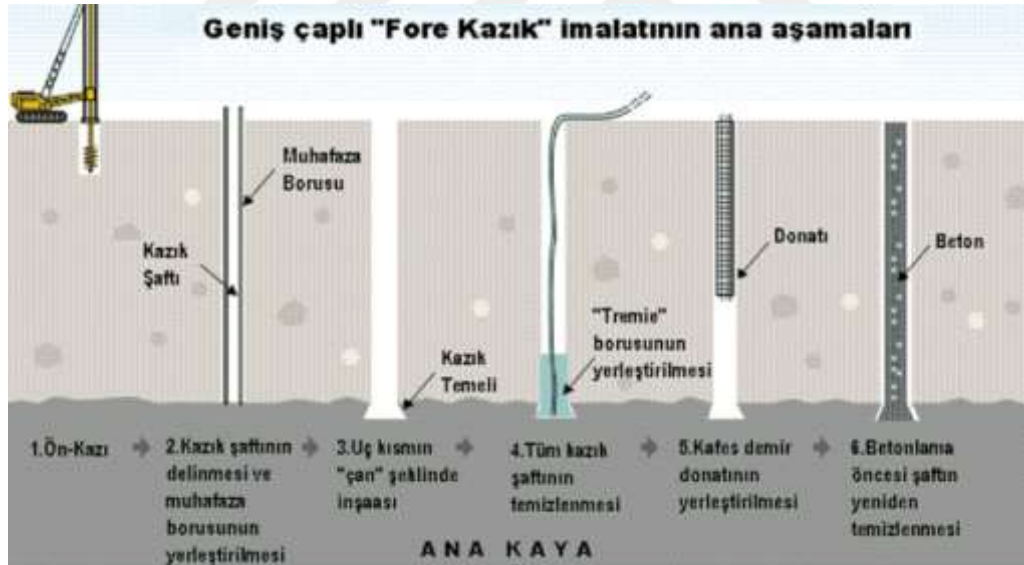 Geniş çaplı "Fore Kazık" imalatının ana aşamaları
Muhafaza
Borusu
Kazık
Şaftı
Kazık
Temeli
"Tremie"
borusunun
yerleştirilmesi
Donatı
Beton
1.Ön-Kazı
2.Kazık şaftının
delinmesi ve
muhafaza
borusunun
yerleştirilmesi
3.Uç kısmın
"çan" şeklinde
inşaası
4.Tüm kazık
şaftının
temizlenmesi
5.Kafes demir
donatının
yerleştirilmesi
6.Betonlama
öncesi şaftın
yeniden
temizlenmesi
ANA KAYA